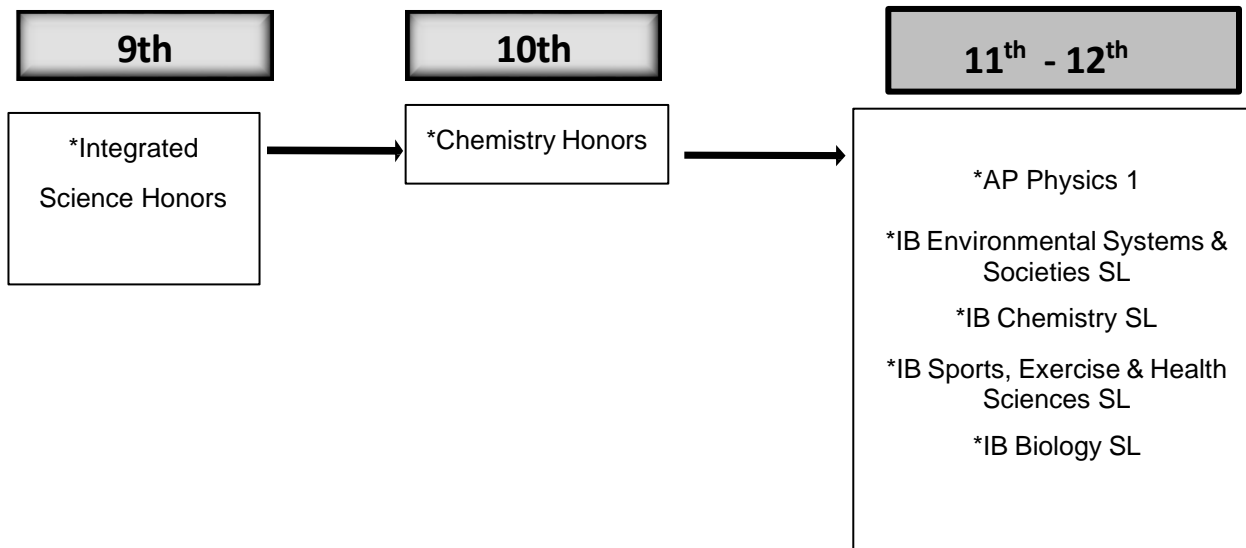 9th
10th
11th - 12th
*Integrated
Science Honors
*Chemistry Honors
*AP Physics 1
*IB Environmental Systems &
Societies SL
*IB Chemistry SL
*IB Sports, Exercise & Health
Sciences SL
*IB Biology SL